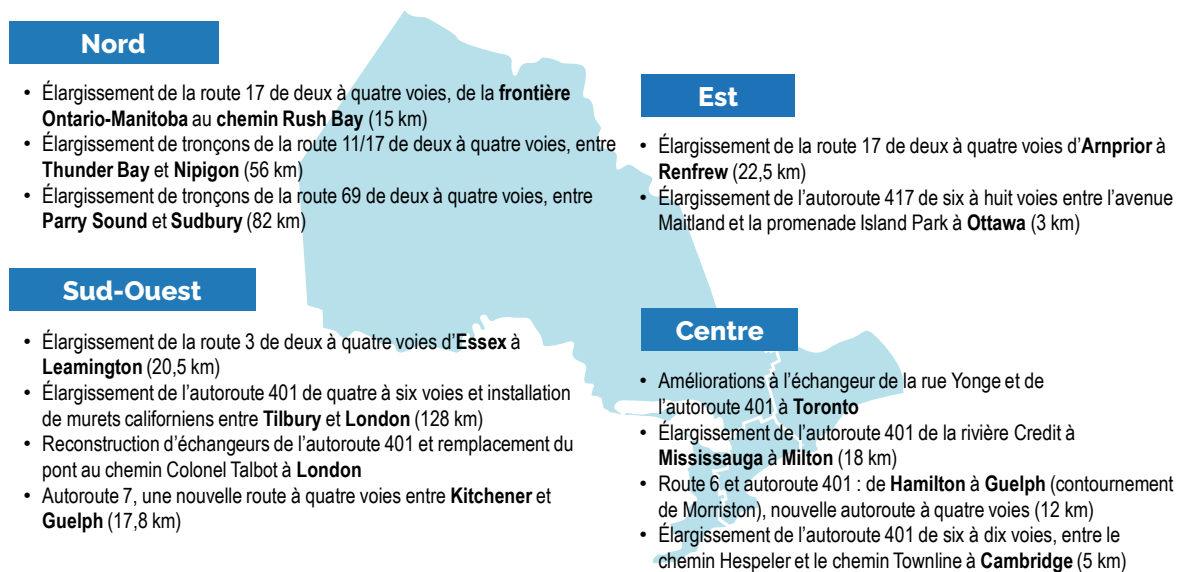 Nord
• Élargissement de la route 17 de deux à quatre voies, de la frontière
Ontario-Manitoba au chemin Rush Bay (15 km)
• Élargissement de tronçons de la route 11/17 de deux à quatre voies, entre
Thunder Bay et Nipigon (56 km)
• Élargissement de tronçons de la route 69 de deux à quatre voies, entre
Parry Sound et Sudbury (82 km)
Sud-Ouest
• Élargissement de la route 3 de deux à quatre voies d'Essex à
Leamington (20,5 km)
• Élargissement de l'autoroute 401 de quatre à six voies et installation
de murets californiens entre Tilbury et London (128 km)
• Reconstruction d'échangeurs de l'autoroute 401 et remplacement du
pont au chemin Colonel Talbot à London
• Autoroute 7, une nouvelle route à quatre voies entre Kitchener et
Guelph (17,8 km)
Est
• Élargissement de la route 17 de deux à quatre voies d'Arnprior à
Renfrew (22,5 km)
• Élargissement de l'autoroute 417 de six à huit voies entre l'avenue
Maitland et la promenade Island Park à Ottawa (3 km)
Centre
• Améliorations à l'échangeur de la rue Yonge et de
l'autoroute 401 à Toronto
• Élargissement de l'autoroute 401 de la rivière Credit à
Mississauga à Milton (18 km)
• Route 6 et autoroute 401 : de Hamilton à Guelph (contournement
de Morriston), nouvelle autoroute à quatre voies (12 km)
• Élargissement de l'autoroute 401 de six à dix voies, entre le
chemin Hespeler et le chemin Townline à Cambridge (5 km)